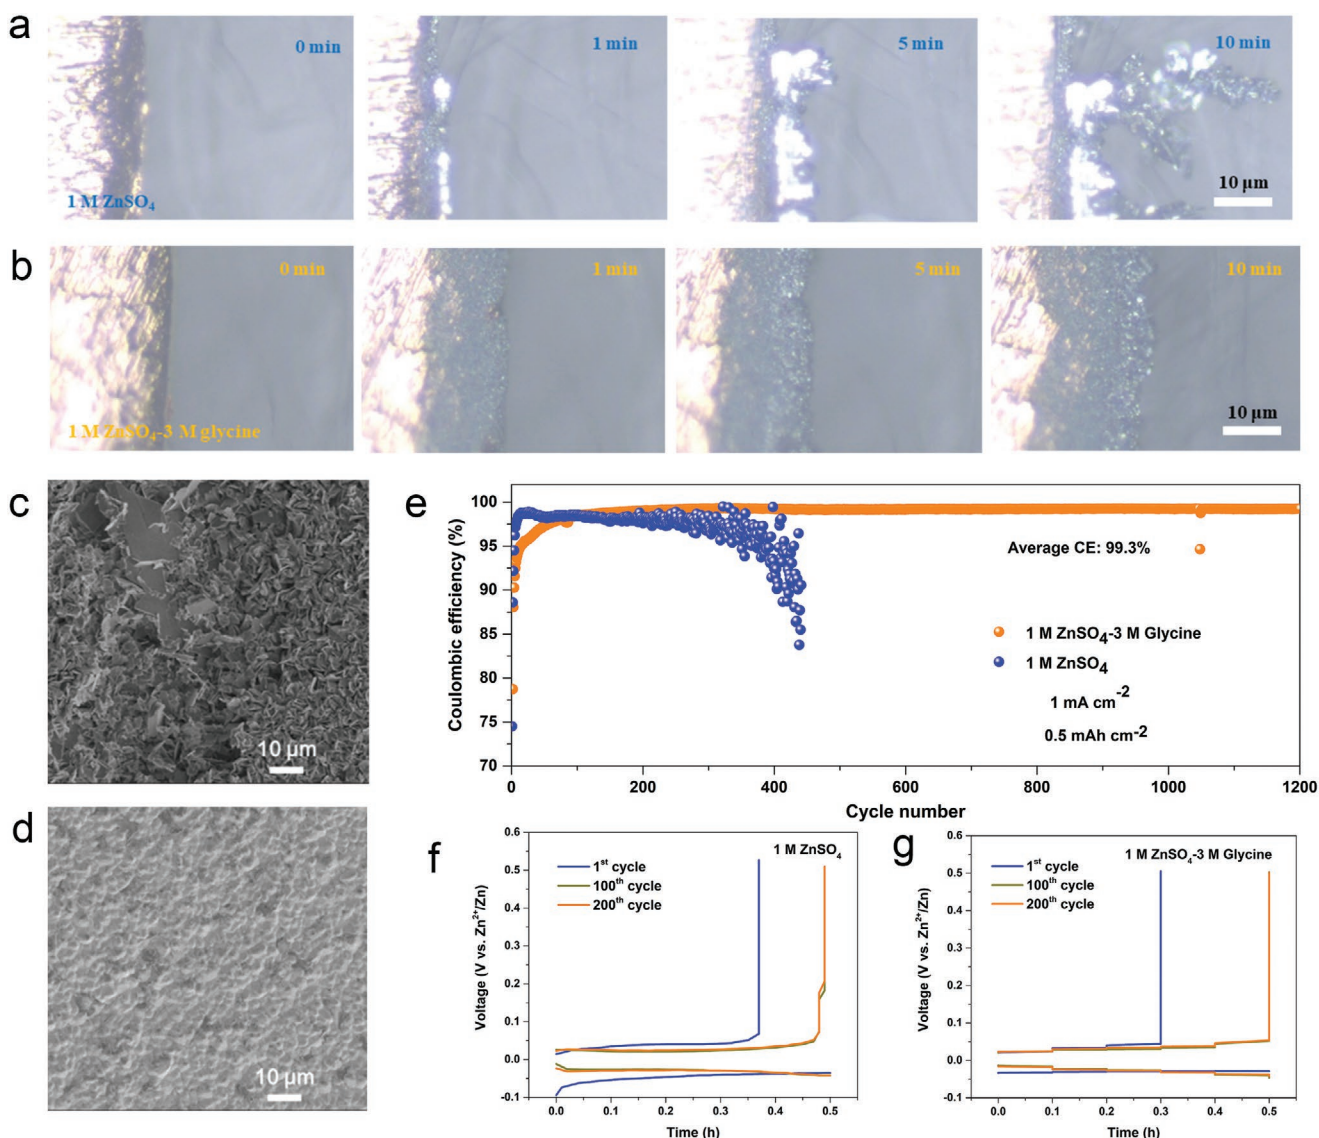 a
0 min
1 min
5 min
10 min
1 M ZnSO4
10 μm
b
0 min
1 min
5 min
10 min
1 M ZnSO4-3 M glycine
10 μm
c
10 μm
d
10 μm
e
100
95
90
85
80
75
70
Coulombic efficiency (%)
Average CE: 99.3%
1 M ZnSO4-3 M Glycine
1 M ZnSO4
1 mA cm-2
0.5 mAh cm-2
0
200
400
600
800
1000
1200
Cycle number
f
0.6
0.5
0.4
0.3
0.2
0.1
0.0
-0.1
Voltage (V vs. Zn2+/Zn)
1 M ZnSO4
1st cycle
100th cycle
200th cycle
0.0
0.1
0.2
0.3
0.4
0.5
Time (h)
g
0.6
0.5
0.4
0.3
0.2
0.1
0.0
-0.1
Voltage (V vs. Zn2+/Zn)
1 M ZnSO4-3 M Glycine
1st cycle
100th cycle
200th cycle
0.0
0.1
0.2
0.3
0.4
0.5
Time (h)